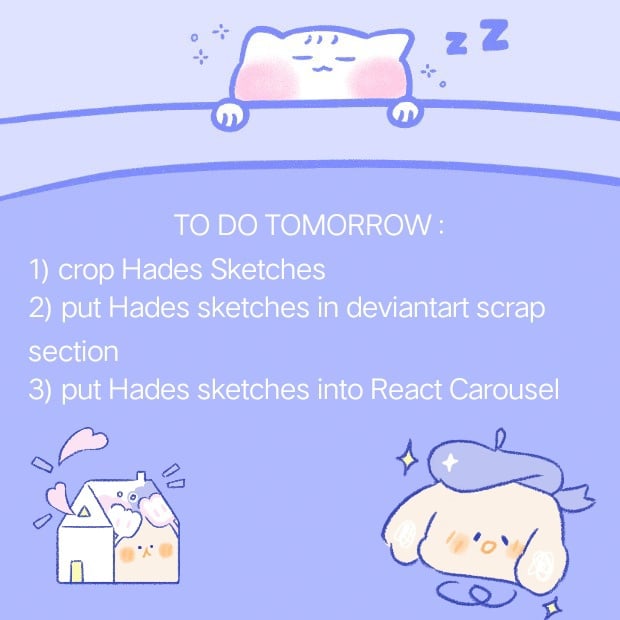 z Z
TO DO TOMORROW :
1) crop Hades Sketches
2) put Hades sketches in deviantart scrap
section
3) put Hades sketches into React Carousel